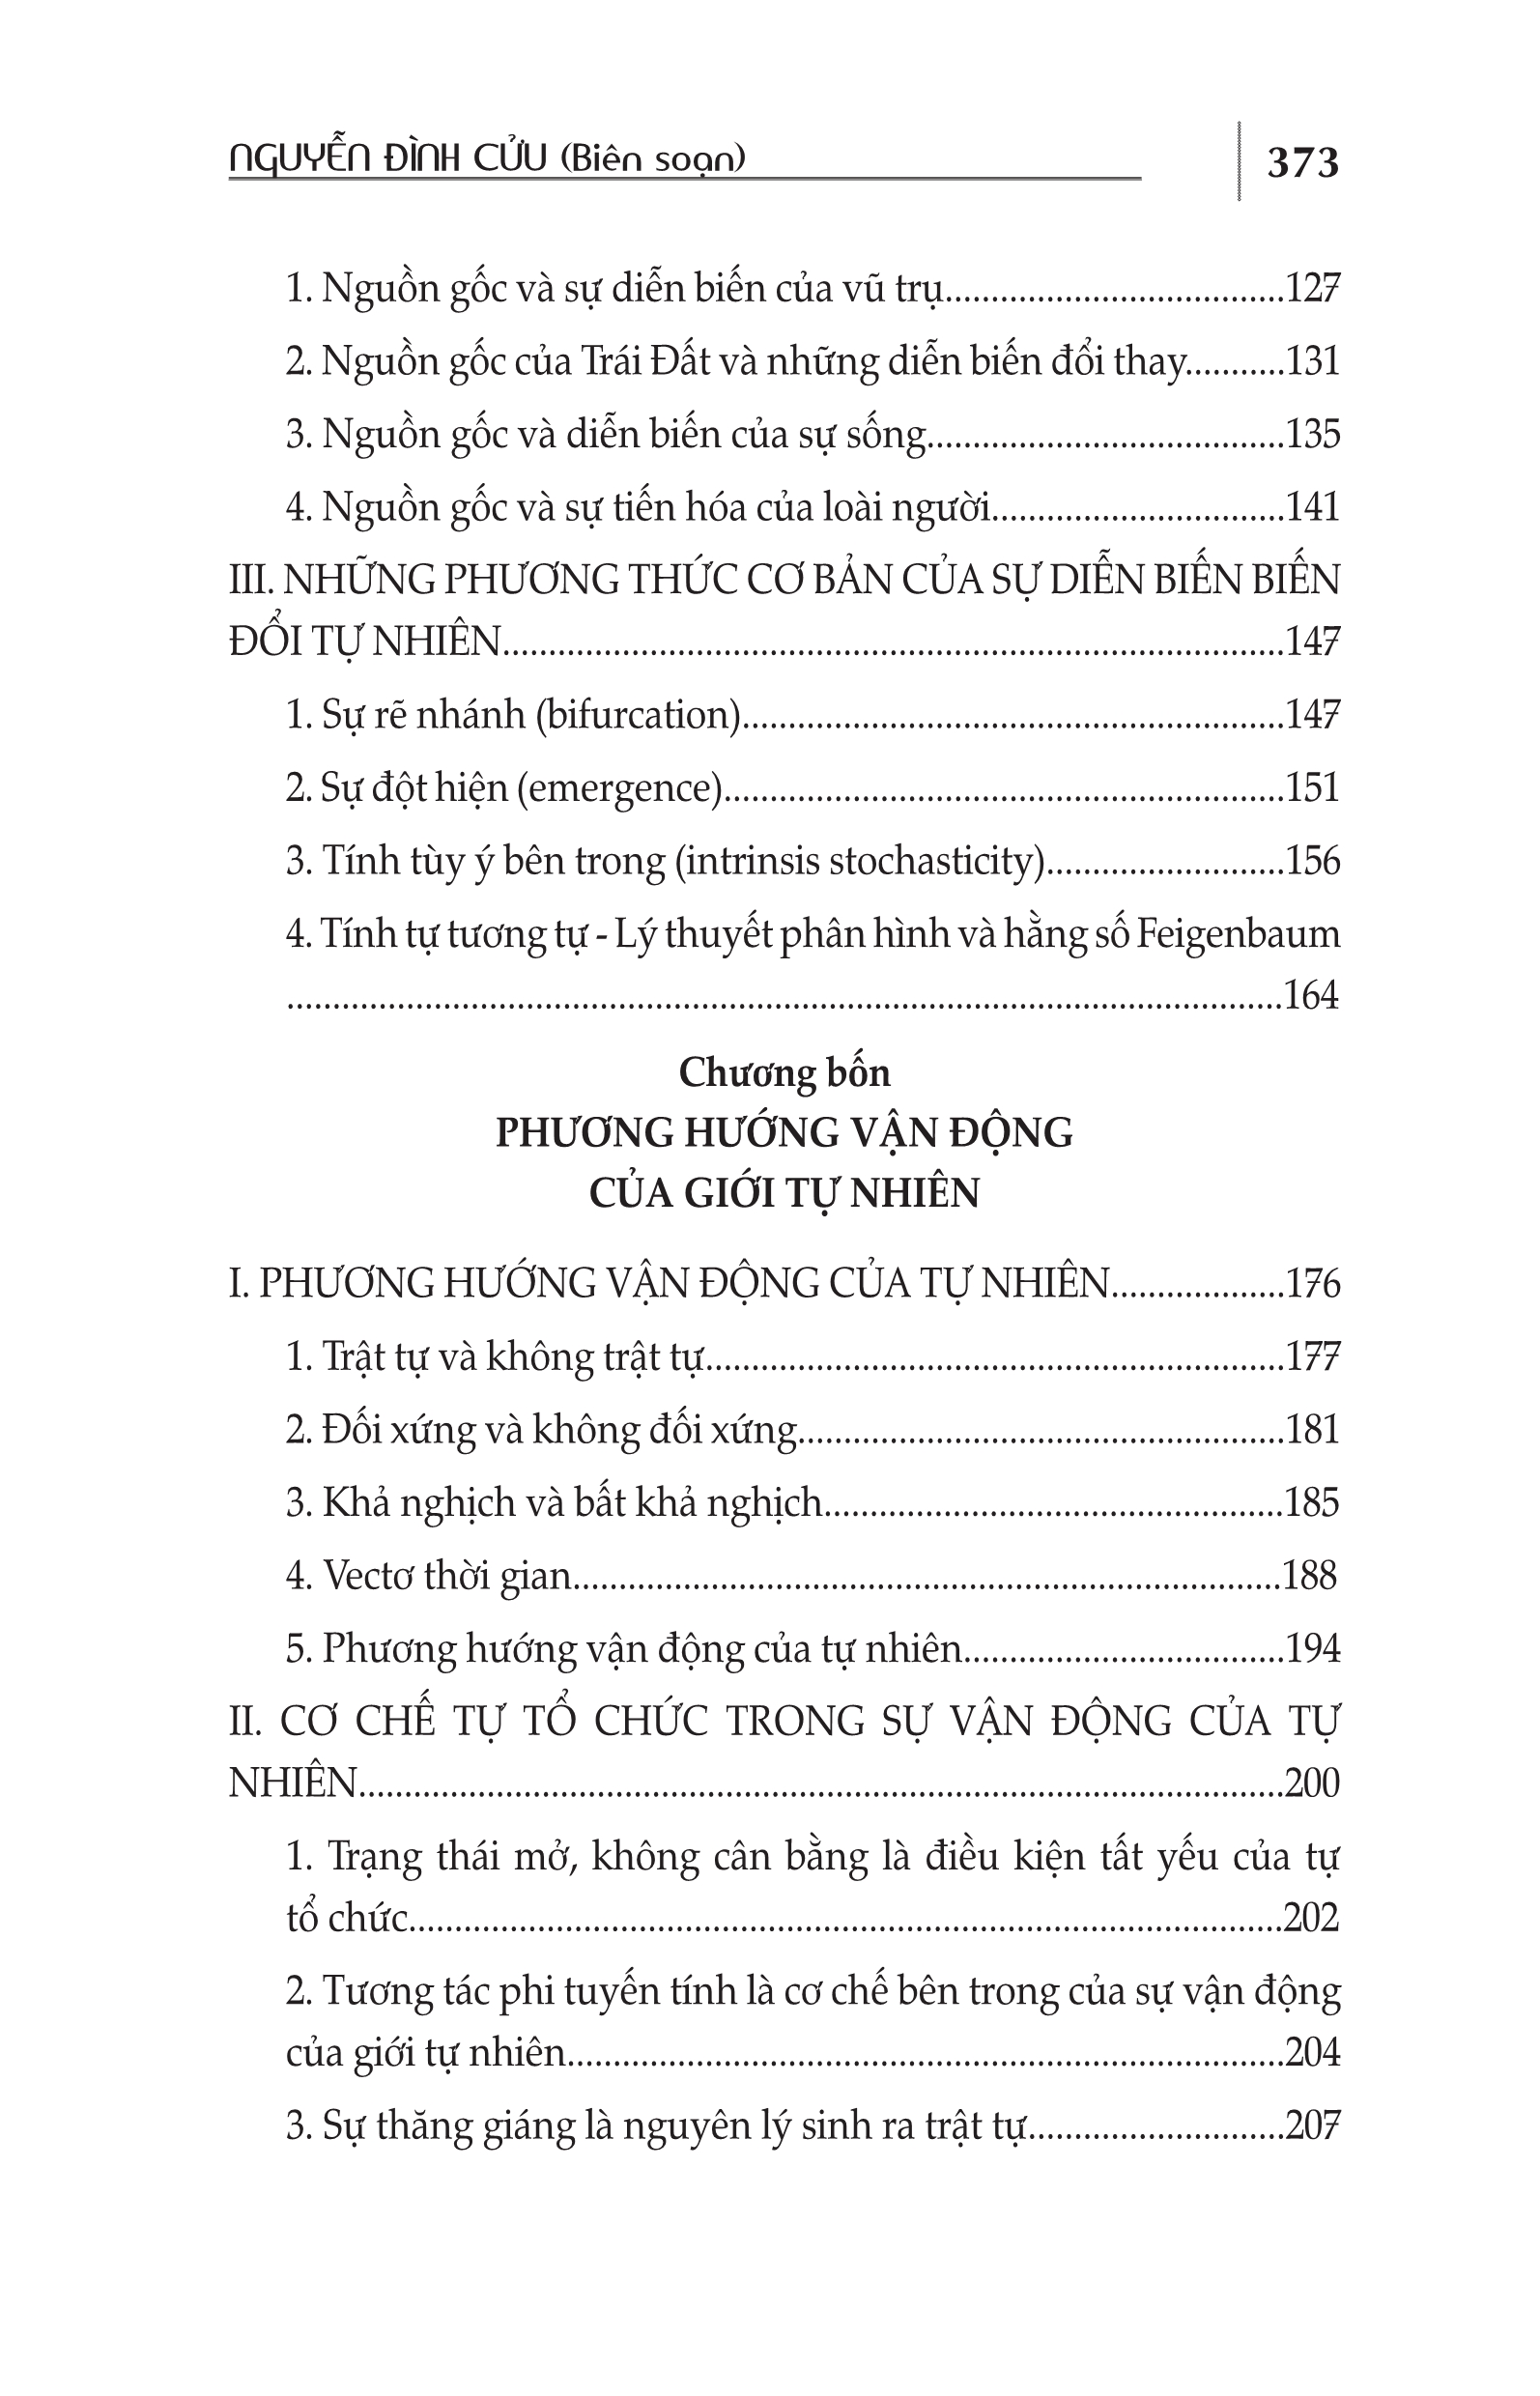 NGUYỄN ĐÌNH CỬU (Biên soạn)
373
1. Nguồn gốc và sự diễn biến của vũ trụ.....................................127
2. Nguồn gốc của Trái Đất và những diễn biến đổi thay...........131
3. Nguồn gốc và diễn biến của sự sống.......................................135
4. Nguồn gốc và sự tiến hóa của loài người................................141
III. NHỮNG PHƯƠNG THỨC CƠ BẢN CỦA SỰ DIỄN BIẾN BIẾN
ĐỔI TỰ NHIÊN.....................................................................................147
1. Sự rẽ nhánh (bifurcation)...........................................................147
2. Sự đột hiện (emergence).............................................................151
3. Tính tùy ý bên trong (intrinsis stochasticity)..........................156
4. Tính tự tương tự - Lý thuyết phân hình và hằng số Feigenbaum
............................................................................................................164
Chương bốn
PHƯƠNG HƯỚNG VẬN ĐỘNG
CỦA GIỚI TỰ NHIÊN
I. PHƯƠNG HƯỚNG VẬN ĐỘNG CỦA TỰ NHIÊN...................176
1. Trật tự và không trật tự...............................................................177
2. Đối xứng và không đối xứng.....................................................181
3. Khả nghịch và bất khả nghịch..................................................185
4. Vectơ thời gian.............................................................................188
5. Phương hướng vận động của tự nhiên...................................194
II. CƠ CHẾ TỰ TỔ CHỨC TRONG SỰ VẬN ĐỘNG CỦA TỰ
NHIÊN.....................................................................................................200
1. Trạng thái mở, không cân bằng là điều kiện tất yếu của tự
tổ chức...............................................................................................202
2. Tương tác phi tuyến tính là cơ chế bên trong của sự vận động
của giới tự nhiên..............................................................................204
3. Sự thăng giáng là nguyên lý sinh ra trật tự............................207